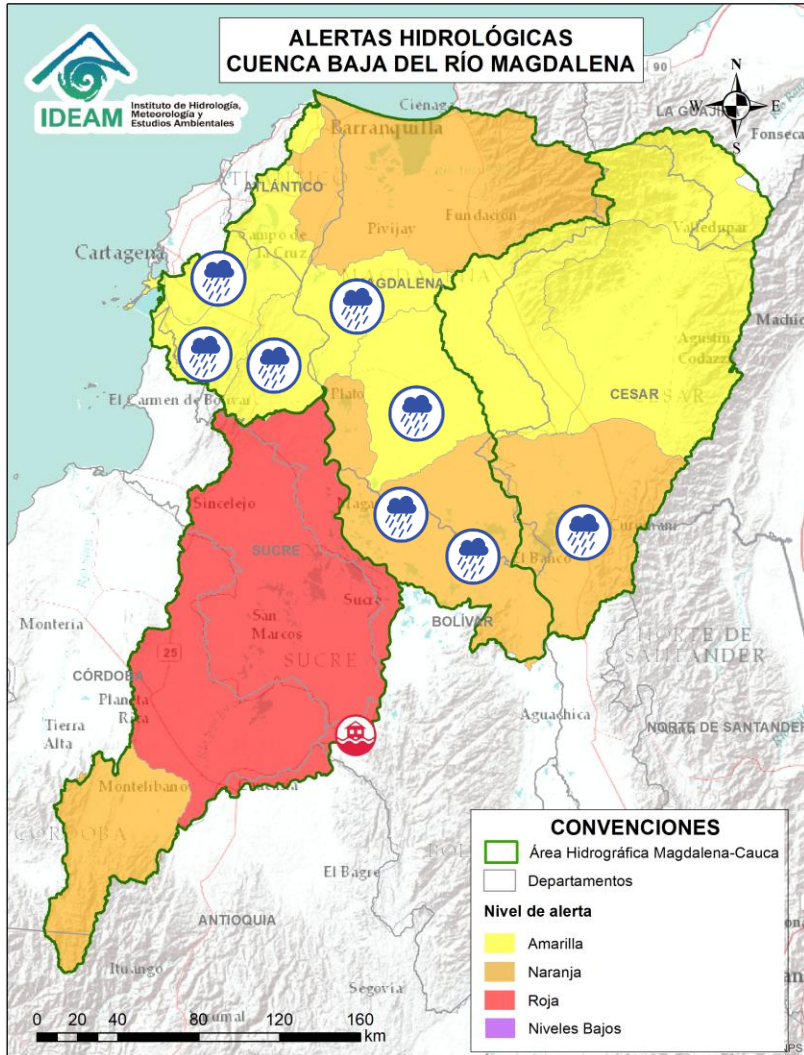 ALERTAS HIDROLÓGICAS
CUENCA BAJA DEL RÍO MAGDALENA
IDEAM
Instituto de Hidrología,
Meteorología y
Estudios Ambientales
N
W
E
S
90
Ciénaga
LA GUAJIRA
Fonseca
Barranquilla
ATLÁNTICO
Valledupar
Fundación
Pivijay
Campo de
la Cruz
Cartagena
MAGDALENA
MAGDALENA
Agustín
Codazzi
El Carmen de Bolívar
Plato
CESAR
Sincelejo
SUCRE
El Banco
Sucre
San
Marcos
BOLÍVAR
Montería
SUCRE
NORTE DE
SANTANDER
25
CÓRDOBA
Planeta
Rica
Tierra
Alta
Aguachica
NORTE DE SANTANDER
Montelibano
CÓRDOBA
El Bagre
ANTIOQUIA
Ituango
Segovia
0 20 40 80 120 160
km
CONVENCIONES
Área Hidrográfica Magdalena-Cauca
Departamentos
Nivel de alerta
Amarilla
Naranja
Roja
Niveles Bajos